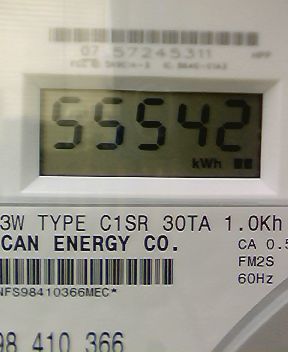 07 57245311
55542
kWh
3W TYPE C1SR 30TA 1.0Kh
CAN ENERGY CO. CA 0.5
FM2S
60Hz
NFS98410366MEC*
98 410 366